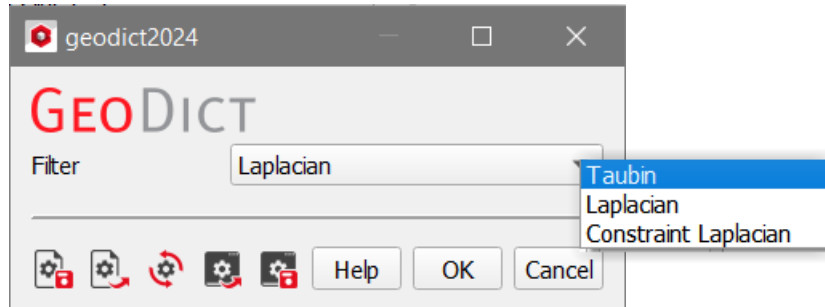 geodict2024
GEODICT
Filter
Laplacian
Taubin
Laplacian
Constraint Laplacian
Help
OK
Cancel